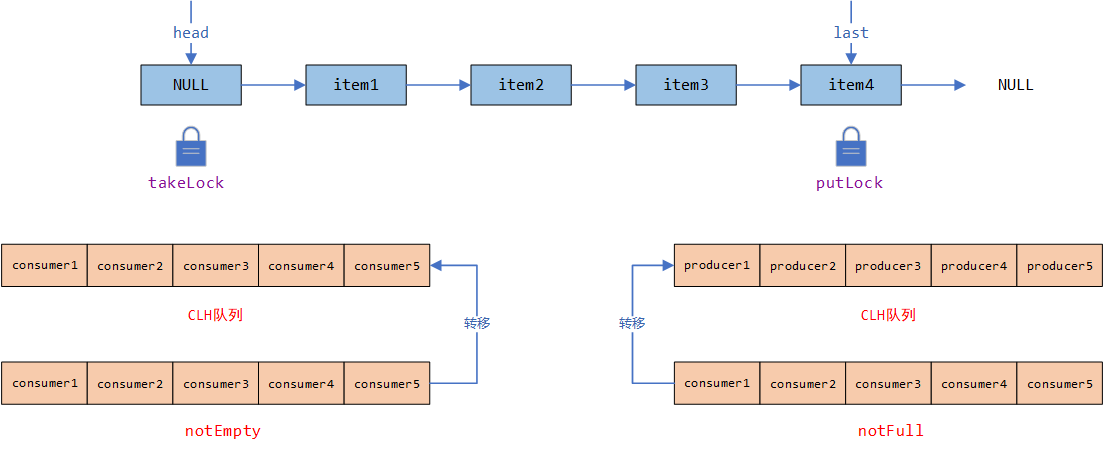 head last
NULL item1 item2 item3 item4 NULL
takeLock putLock
consumer1 consumer2 consumer3 consumer4 consumer5 producer1 producer2 producer3 producer4 producer5
CLH队列 CLH队列
转移 转移
consumer1 consumer2 consumer3 consumer4 consumer5 consumer1 consumer2 consumer3 consumer4 consumer5
notEmpty notFull